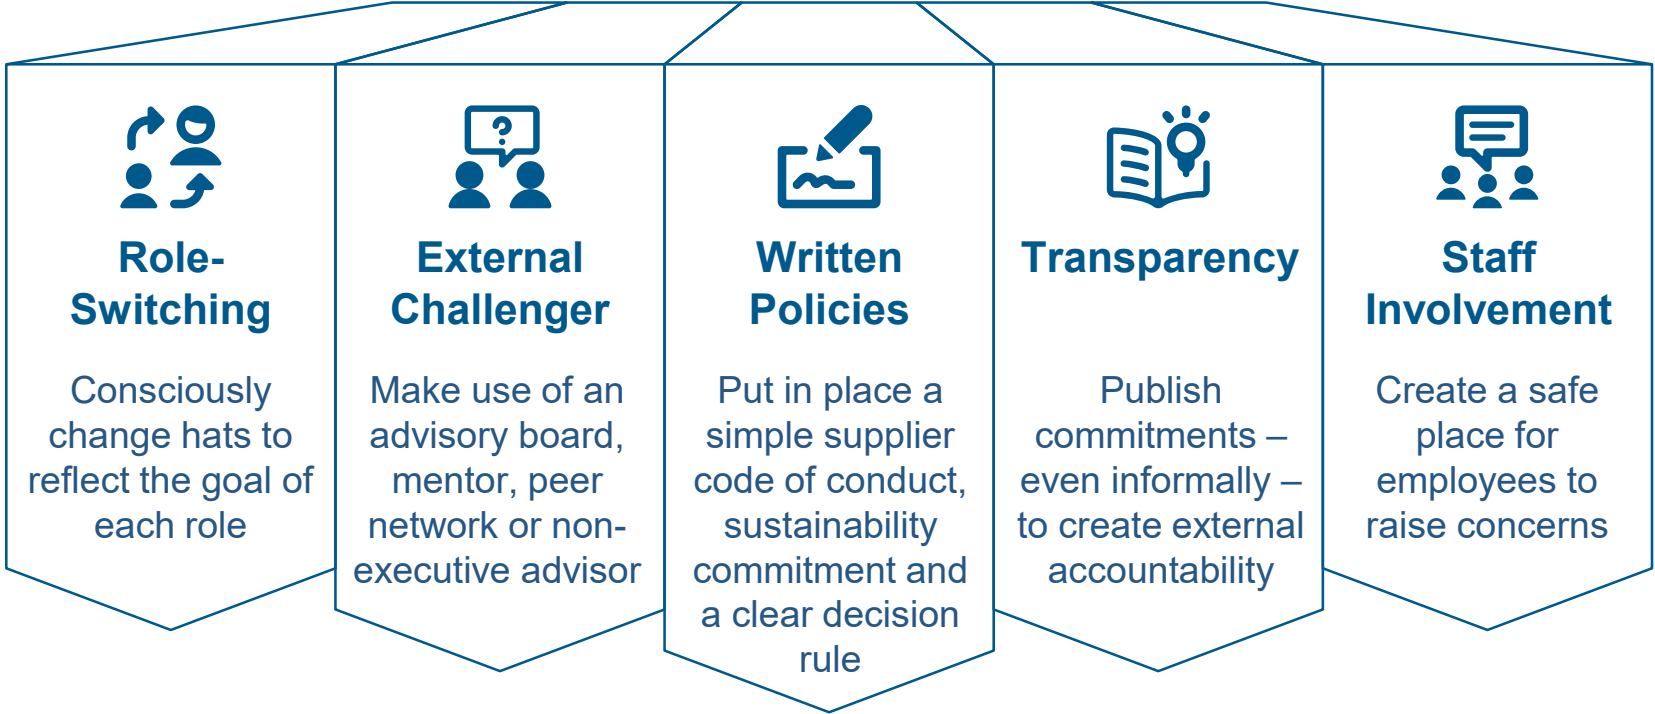 ?
Role-
Switching
Consciously
change hats to
reflect the goal of
each role
External
Challenger
Make use of an
advisory board,
mentor, peer
network or non-
executive advisor
Written
Policies
Put in place a
simple supplier
code of conduct,
sustainability
commitment and
a clear decision
rule
Transparency
Publish
commitments –
even informally –
to create external
accountability
Staff
Involvement
Create a safe
place for
employees to
raise concerns